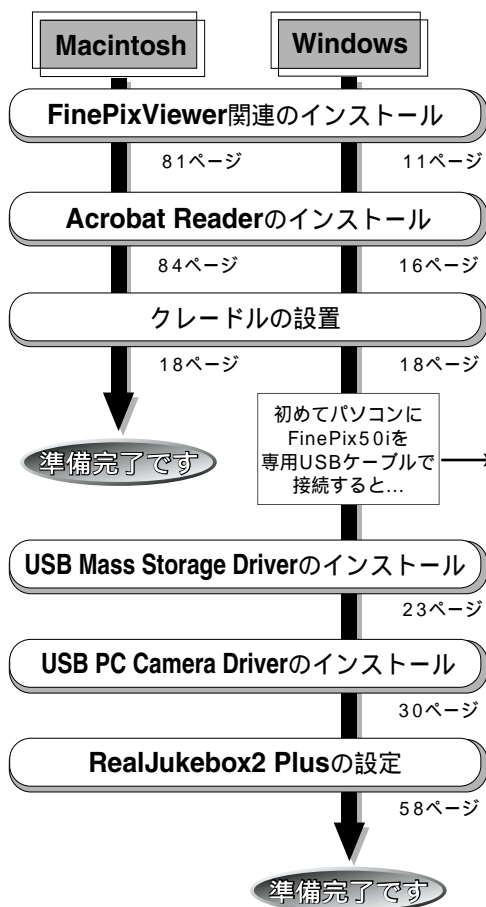 Macintosh
Windows
FinePixViewer関連のインストール
81ページ
11ページ
Acrobat Readerのインストール
84ページ
16ページ
クレードルの設置
18ページ
18ページ
初めてパソコンに
FinePix50iを
専用USBケーブルで
接続すると...
準備完了です
USB Mass Storage Driverのインストール
23ページ
USB PC Camera Driverのインストール
30ページ
RealJukebox2 Plusの設定
58ページ
準備完了です